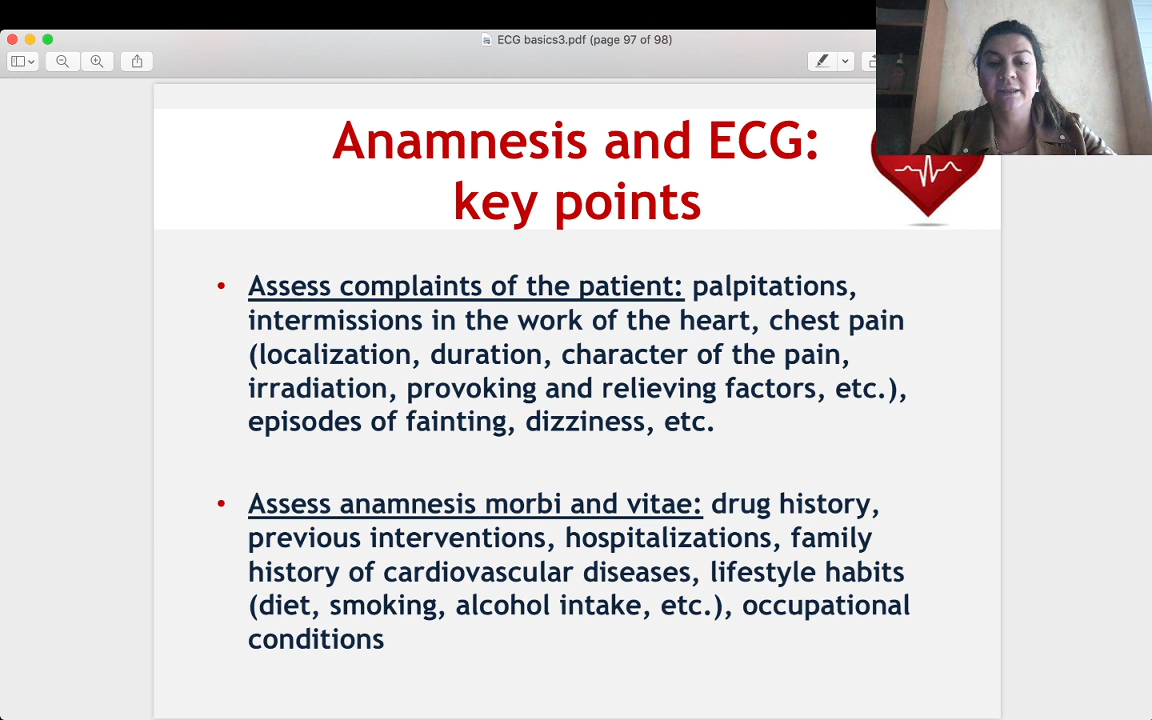 ECG basics3.pdf (page 97 of 98)
Anamnesis and ECG:
key points
• Assess complaints of the patient: palpitations,
intermissions in the work of the heart, chest pain
(localization, duration, character of the pain,
irradiation, provoking and relieving factors, etc.),
episodes of fainting, dizziness, etc.
• Assess anamnesis morbi and vitae: drug history,
previous interventions, hospitalizations, family
history of cardiovascular diseases, lifestyle habits
(diet, smoking, alcohol intake, etc.), occupational
conditions